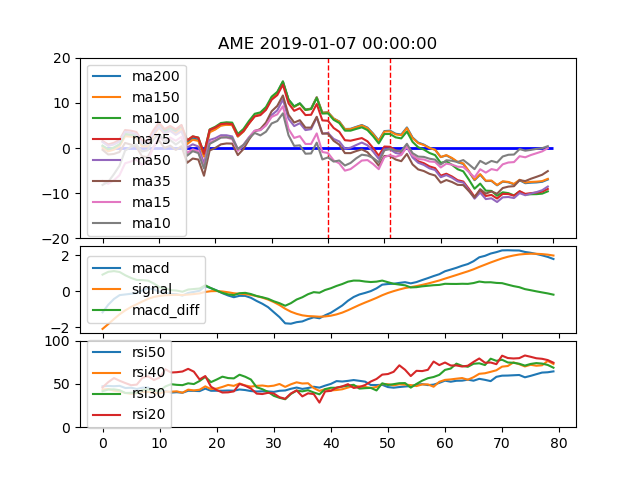 AME 2019-01-07 00:00:00
20
10
0
−10
−20
ma200
ma150
ma100
ma75
ma50
ma35
ma15
ma10
2
0
−2
macd
signal
macd_diff
100
50
0
rsi50
rsi40
rsi30
rsi20
0 10 20 30 40 50 60 70 80